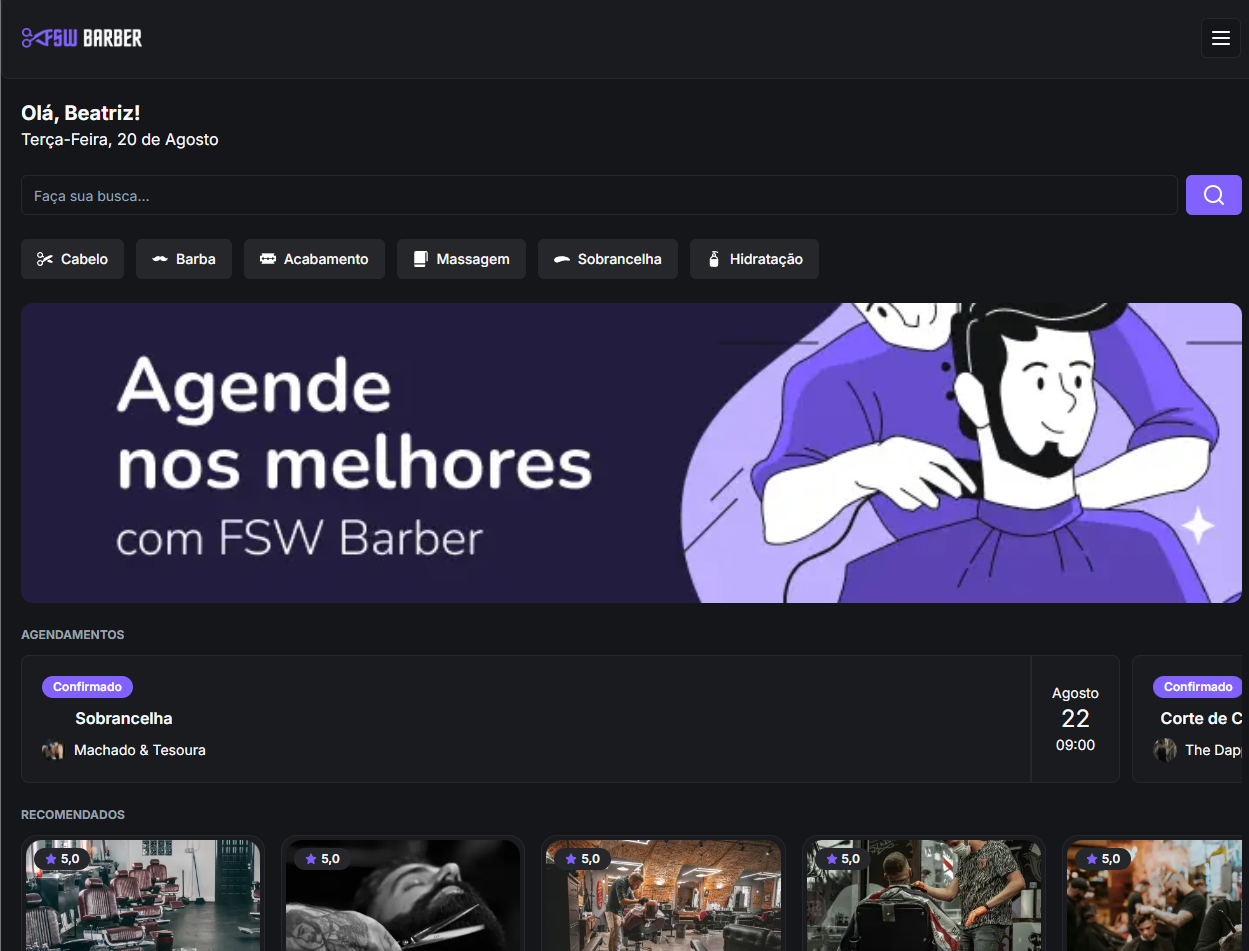 FSW BARBER
Olá, Beatriz!
Terça-Feira, 20 de Agosto
Faça sua busca...
Cabelo
Barba
Acabamento
Massagem
Sobrancelha
Hidratação
Agende
nos melhores
com FSW Barber
AGENDAMENTOS
Confirmado
Sobrancelha
Machado & Tesoura
Agosto
22
09:00
Confirmado
Corte de C
The Dap
RECOMENDADOS
5,0
5,0
5,0
5,0
5,0